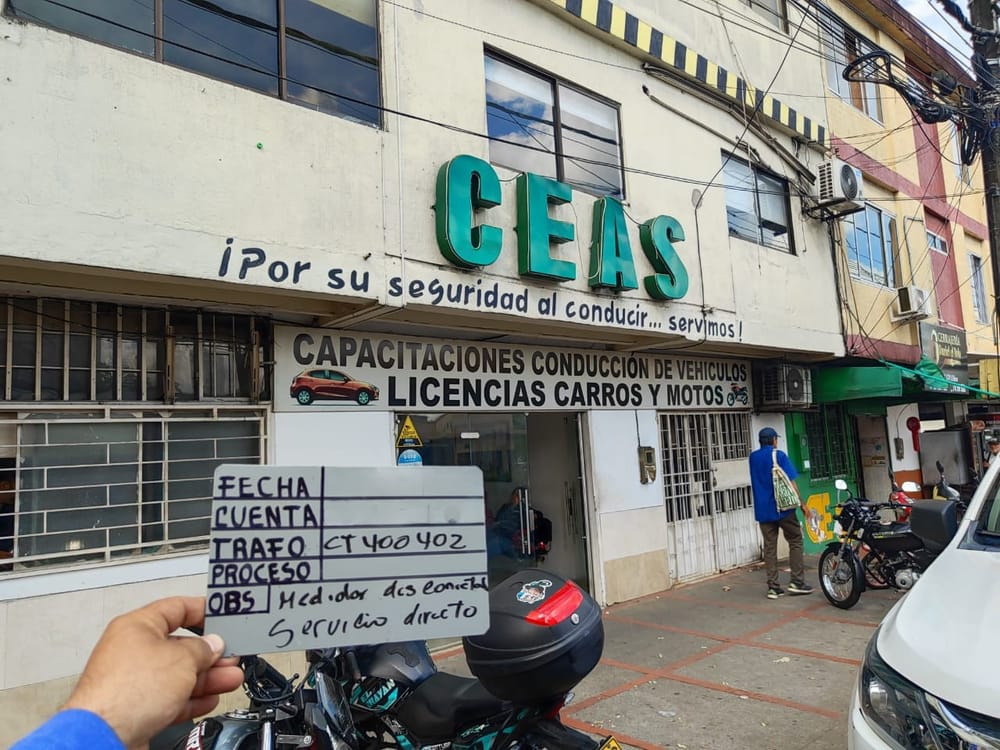 CEAS
¡Por su seguridad al conducir... servimos!
CAPACITACIONES CONDUCCIÓN DE VEHICULOS
LICENCIAS CARROS Y MOTOS
FECHA
CUENTA
TRAFO CT400402
PROCESO
OBS Medidor desconectad
Servicio directo